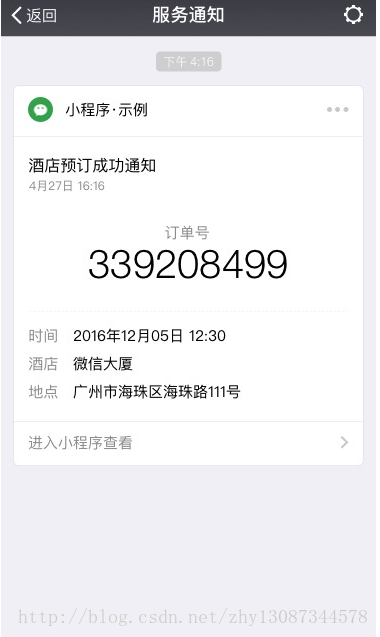 返回 服务通知
下午 4:16
小程序·示例
酒店预订成功通知
4月27日 16:16
订单号
339208499
时间 2016年12月05日 12:30
酒店 微信大厦
地点 广州市海珠区海珠路111号
进入小程序查看
http://blog.csdn.net/zhy13087344578